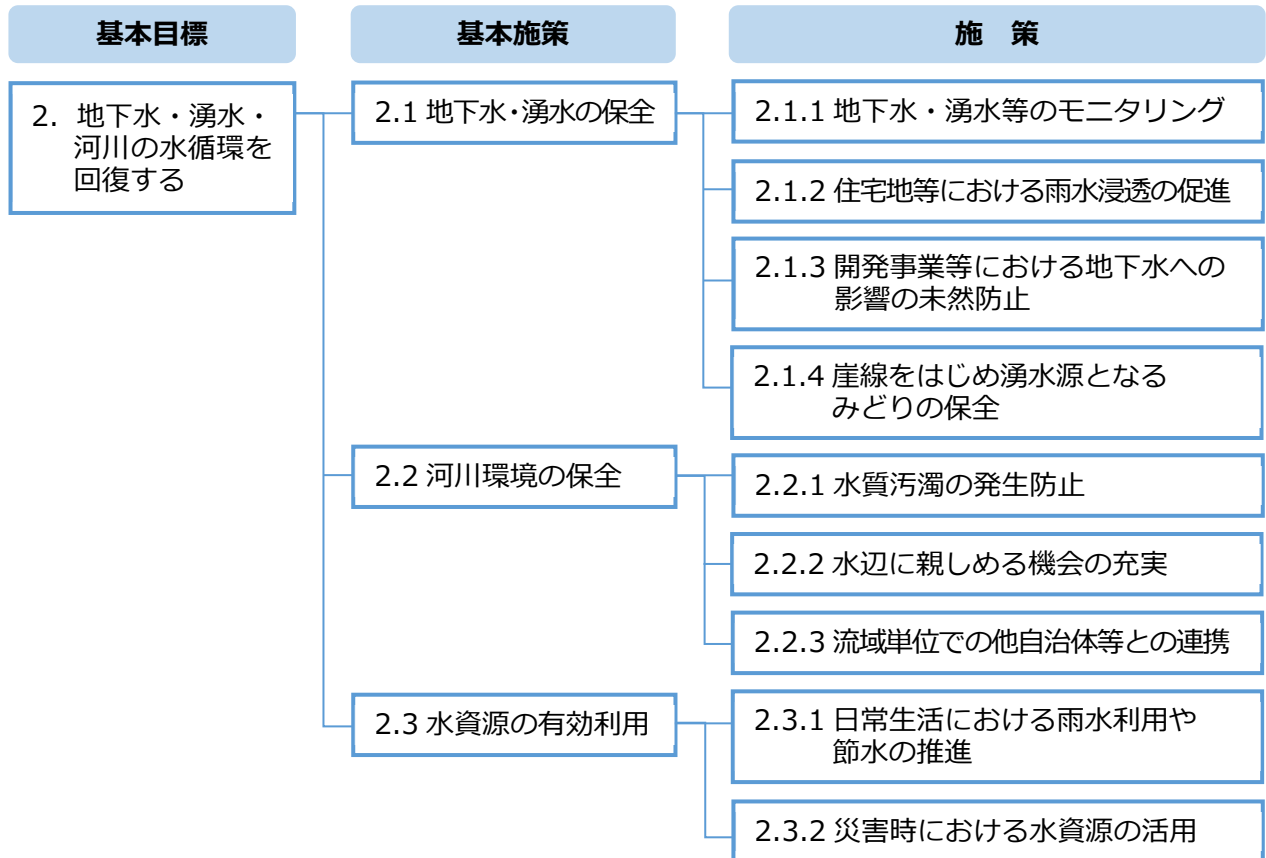 基本目標
基本施策
施 策
2. 地下水・湧水・
河川の水循環を
回復する
2.1 地下水・湧水の保全
2.1.1 地下水・湧水等のモニタリング
2.1.2 住宅地等における雨水浸透の促進
2.1.3 開発事業等における地下水への
影響の未然防止
2.1.4 崖線をはじめ湧水源となる
みどりの保全
2.2 河川環境の保全
2.2.1 水質汚濁の発生防止
2.2.2 水辺に親しめる機会の充実
2.2.3 流域単位での他自治体等との連携
2.3 水資源の有効利用
2.3.1 日常生活における雨水利用や
節水の推進
2.3.2 災害時における水資源の活用